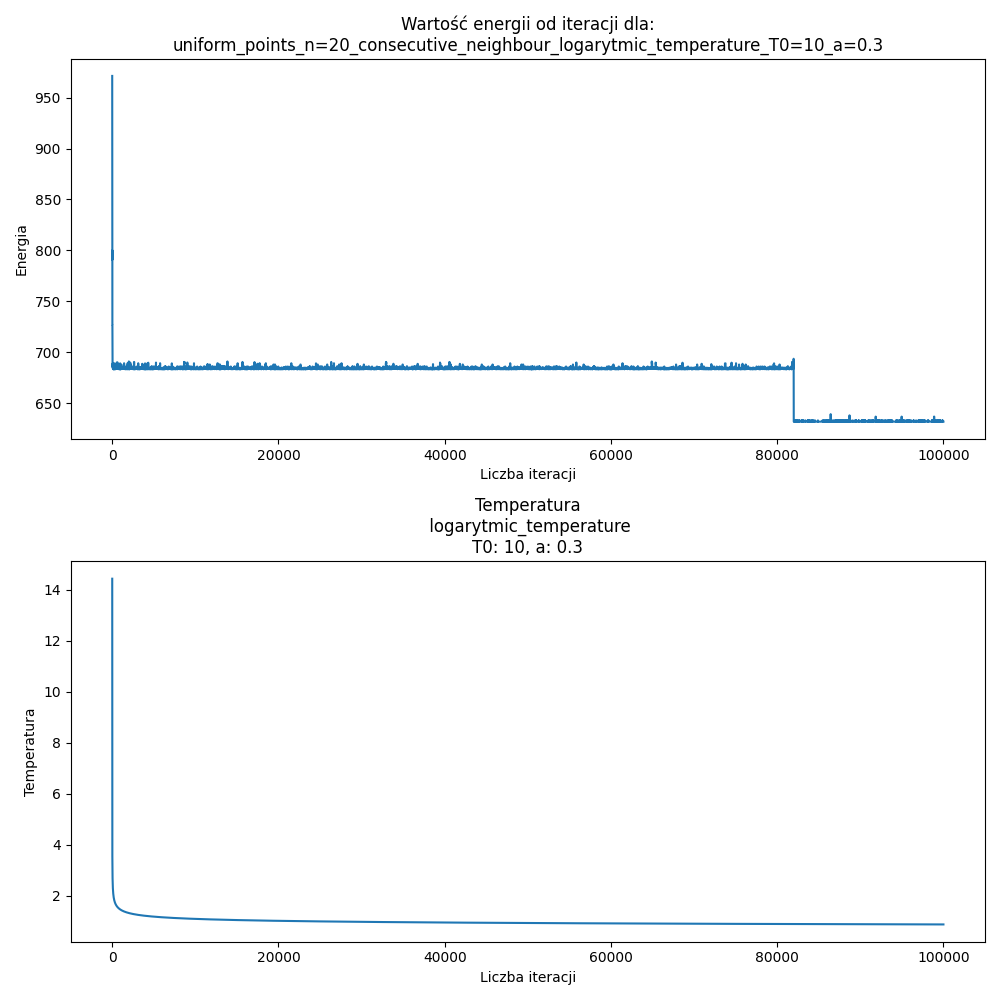 Wartość energii od iteracji dla:
uniform_points_n=20_consecutive_neighbour_logarytmic_temperature_T0=10_a=0.3
950
900
850
800
750
700
650
Energia
0 20000 40000 60000 80000 100000
Liczba iteracji
Temperatura
logarytmic_temperature
T0: 10, a: 0.3
14
12
10
8
6
4
2
Temperatura
0 20000 40000 60000 80000 100000
Liczba iteracji